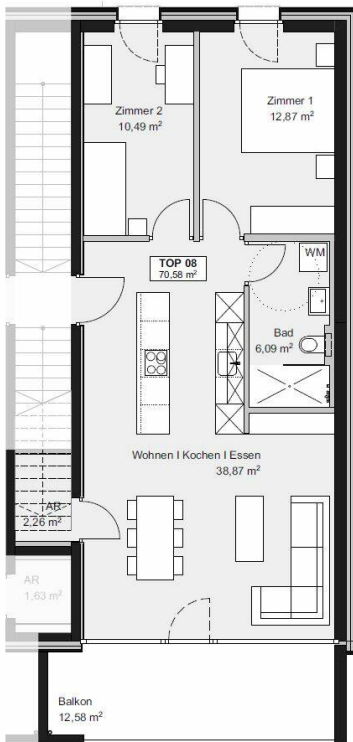 Zimmer 2
10,49 m²
Zimmer 1
12,87 m²
TOP 08
70,58 m²
WM
Bad
6,09 m²
Wohnen I Kochen I Essen
38,87 m²
AR
2,26 m²
AR
1,63 m²
Balkon
12,58 m²